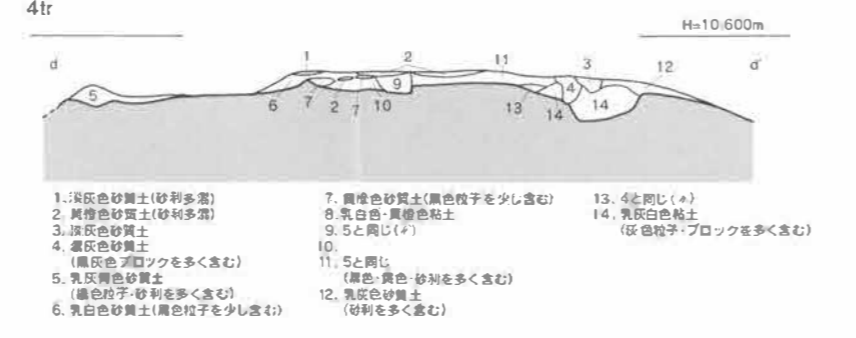 4tr
H=10.600m
d
d'
1
2
11
3
12
5
6
7
2
7
10
9
13
14
4
14
1.淡灰色砂質土(砂利多混)
2.黄橙色砂質土(砂利多混)
3.淡灰色砂質土
4.灰色砂質土
(黒灰色ブロックを多く含む)
5.乳灰色砂質土
(色粒子・砂利を多く含む)
6.乳白色砂質土(黒色粒子を少し含む)
7.黄橙色砂質土(黒色粒子を少し含む)
8.乳白色・黄橙色粘土
9.5と同じ(〃)
10.
11.5と同じ
(黒色・黄色・砂利を多く含む)
12.乳灰色砂質土
(砂利を多く含む)
13.4と同じ(〃)
14.乳灰白色粘土
(灰色粒子・ブロックを多く含む)